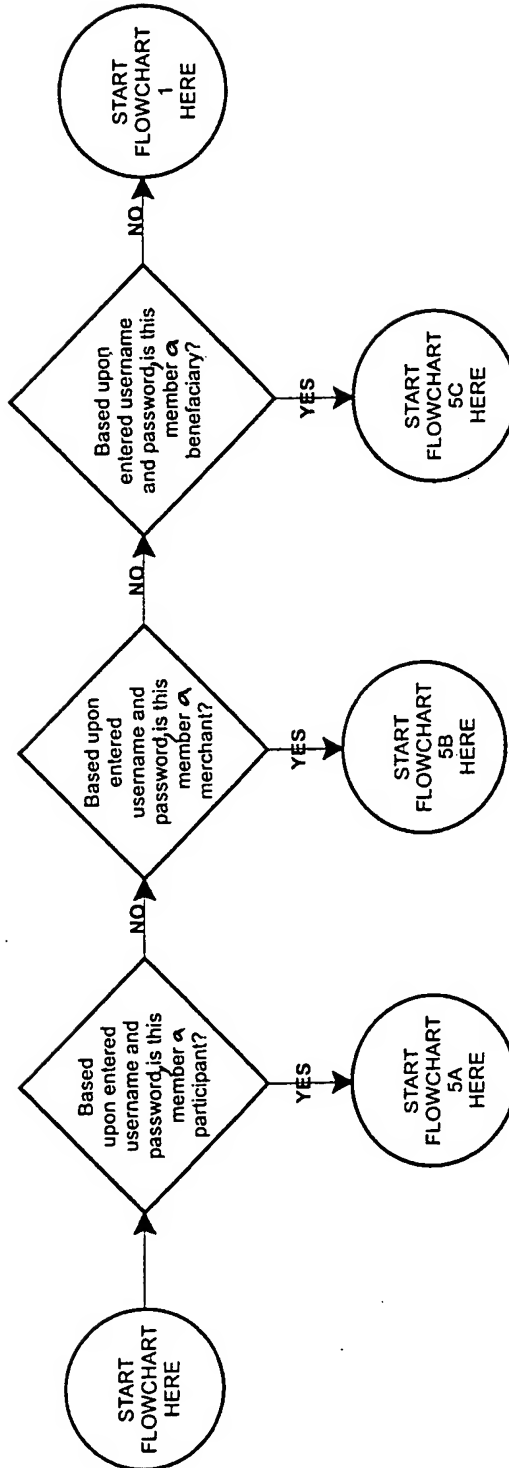 START
FLOWCHART
HERE
Based
upon entered
username and
password, is this
member a
participant?
YES
START
FLOWCHART
5A
HERE
NO
Based upon
entered
username and
password, is this
member a
merchant?
YES
START
FLOWCHART
5B
HERE
NO
Based upon
entered username
and password, is this
member a
benefaciary?
YES
START
FLOWCHART
5C
HERE
NO
START
FLOWCHART
1
HERE